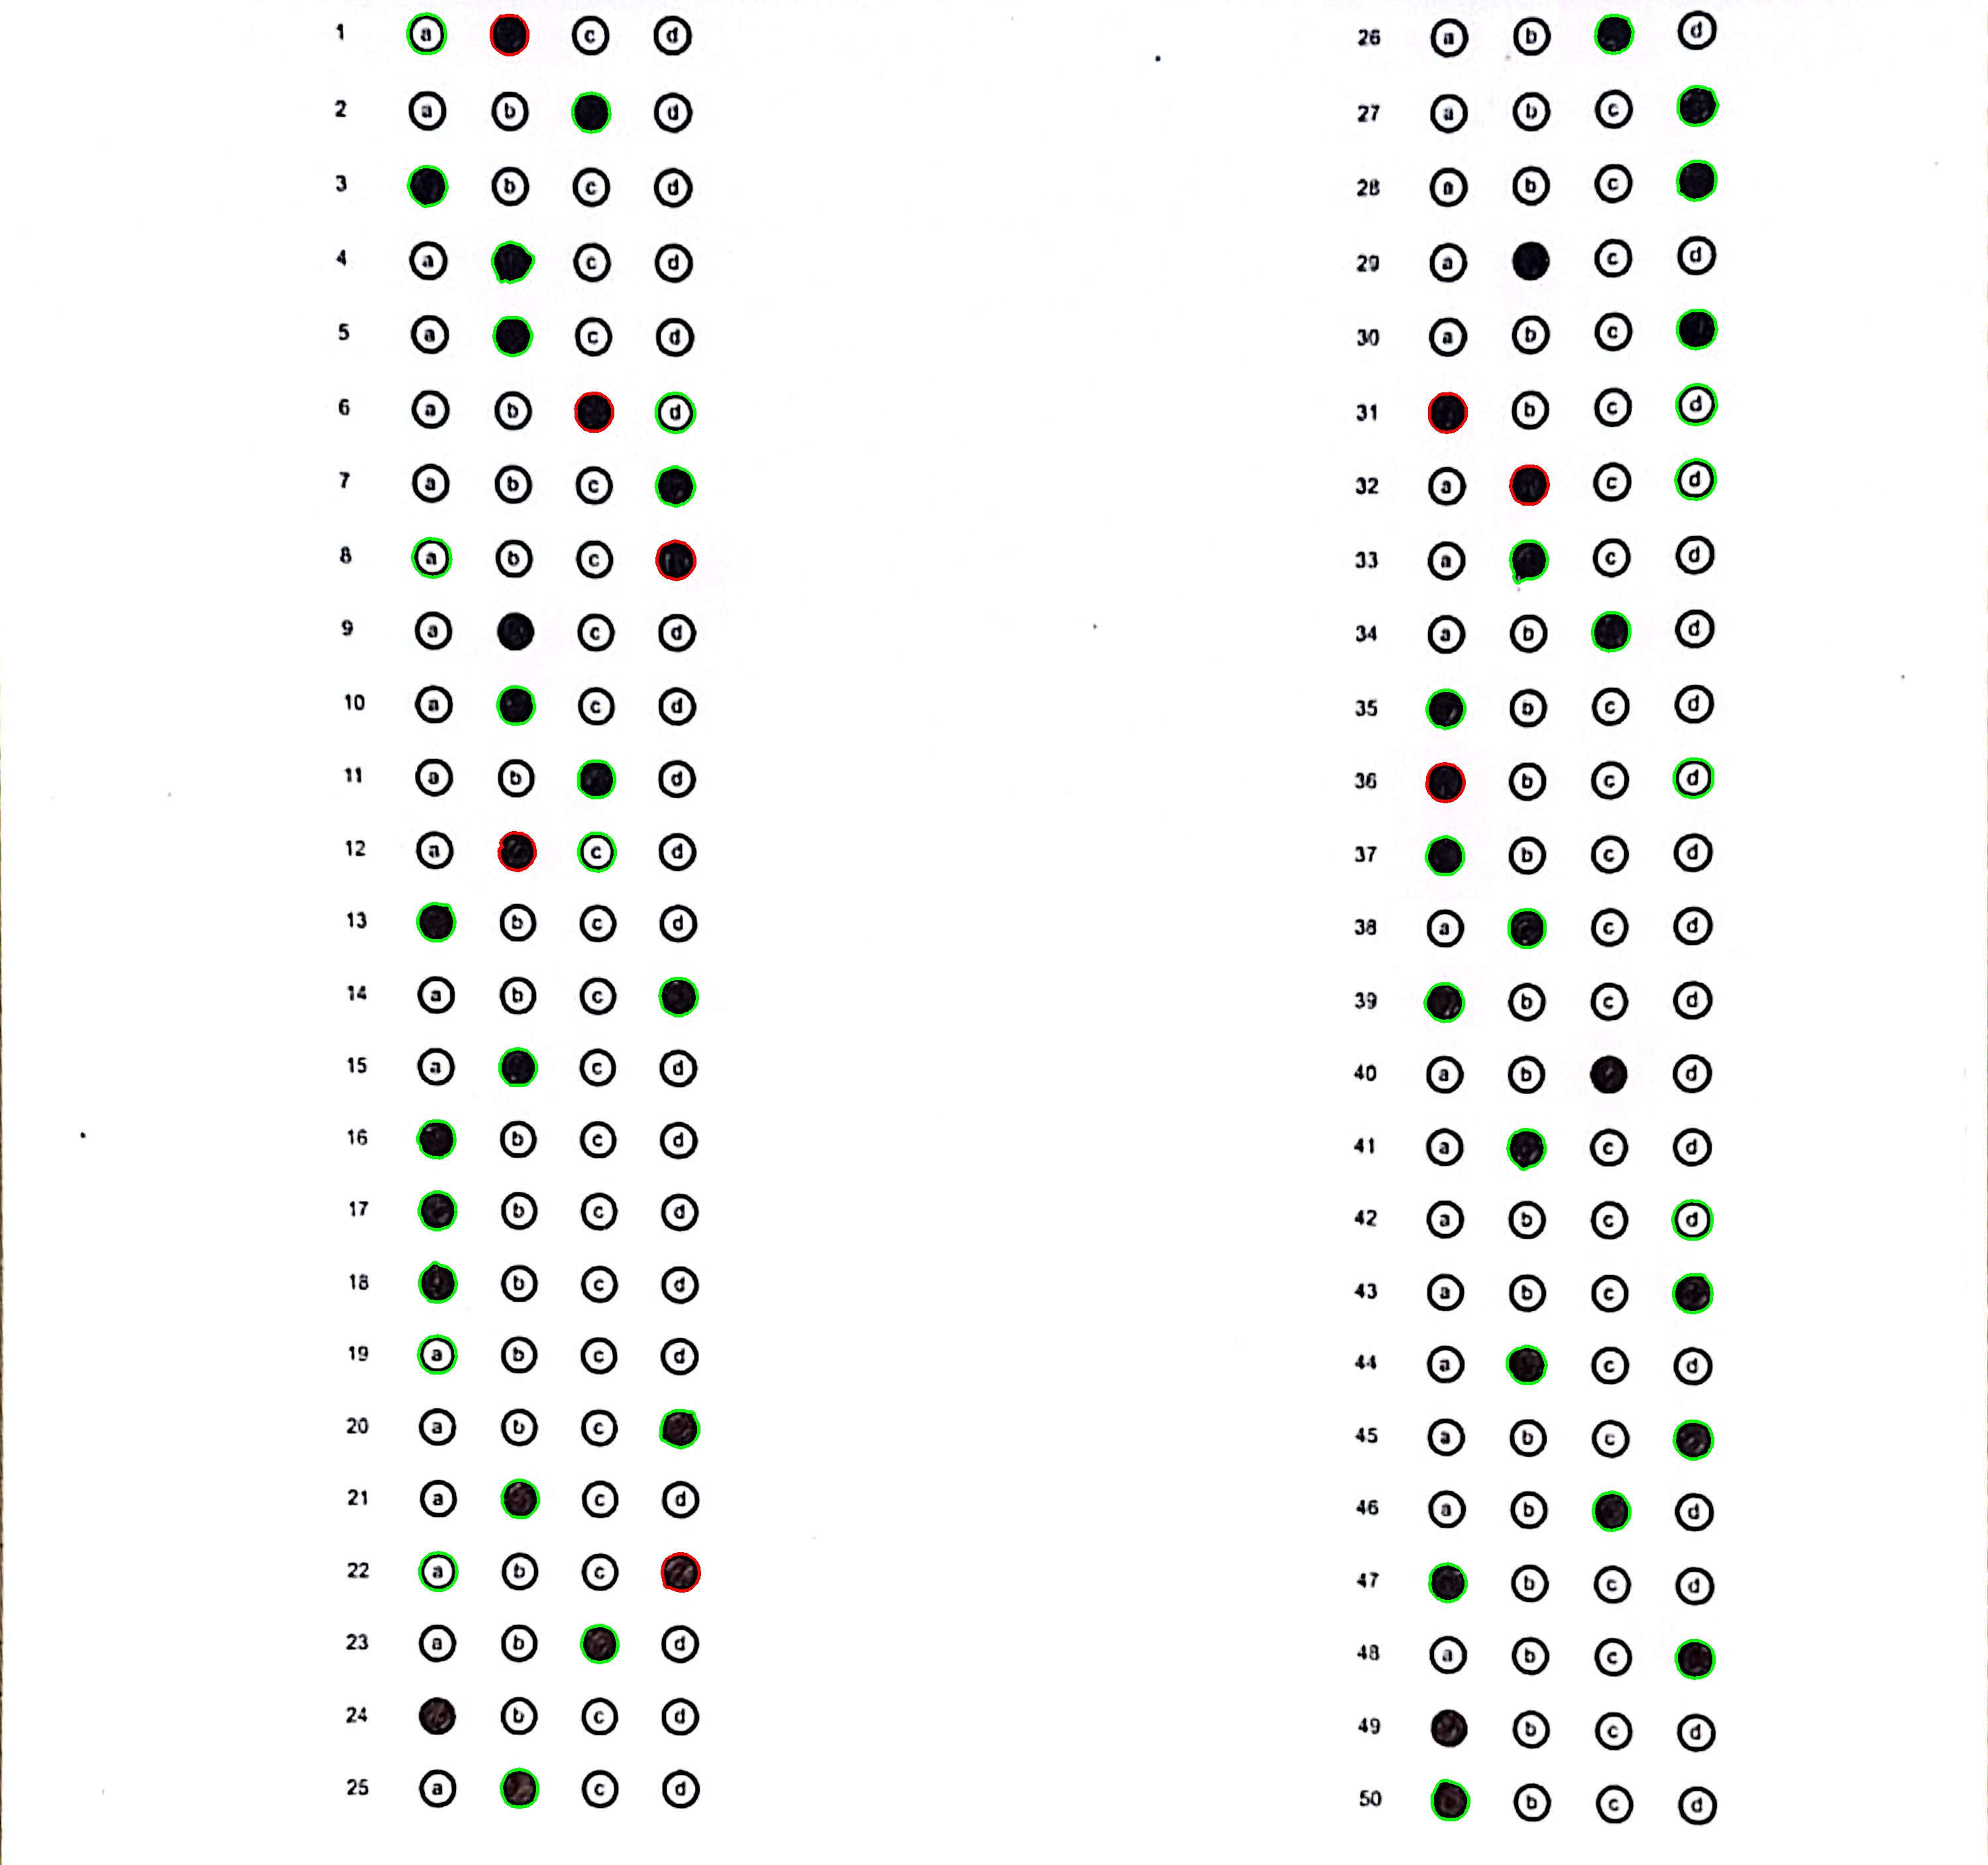 1 a c d
2 a b d
3 b c d
4 a c d
5 a c d
6 a b d
7 a b c
8 a b c
9 a c d
10 a c d
11 a b d
12 a c d
13 b c d
14 a b c
15 a c d
16 b c d
17 b c d
18 b c d
19 a b c d
20 a b c
21 a c d
22 a b c
23 a b d
24 b c d
25 a c d
26 a b d
27 a b c
28 a b c
29 a c d
30 a b c
31 b c d
32 a c d
33 a c d
34 a b d
35 b c d
36 b c d
37 b c d
38 a c d
39 b c d
40 a b d
41 a c d
42 a b c d
43 a b c
44 a c d
45 a b c
46 a b d
47 b c d
48 a b c
49 b c d
50 b c d